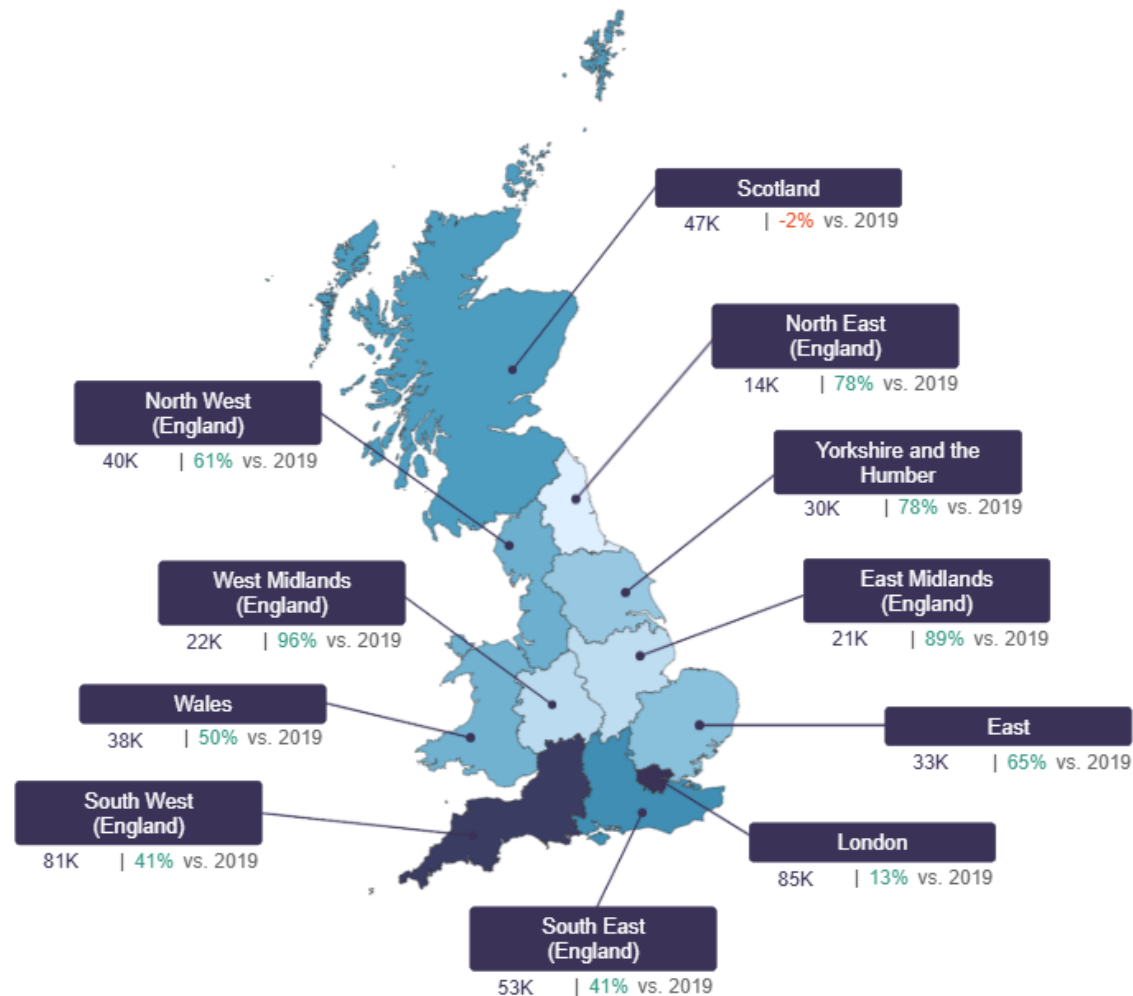 Scotland
47K | -2% vs. 2019
North East
(England)
14K | 78% vs. 2019
North West
(England)
40K | 61% vs. 2019
Yorkshire and the
Humber
30K | 78% vs. 2019
West Midlands
(England)
22K | 96% vs. 2019
East Midlands
(England)
21K | 89% vs. 2019
Wales
38K | 50% vs. 2019
East
33K | 65% vs. 2019
South West
(England)
81K | 41% vs. 2019
London
85K | 13% vs. 2019
South East
(England)
53K | 41% vs. 2019